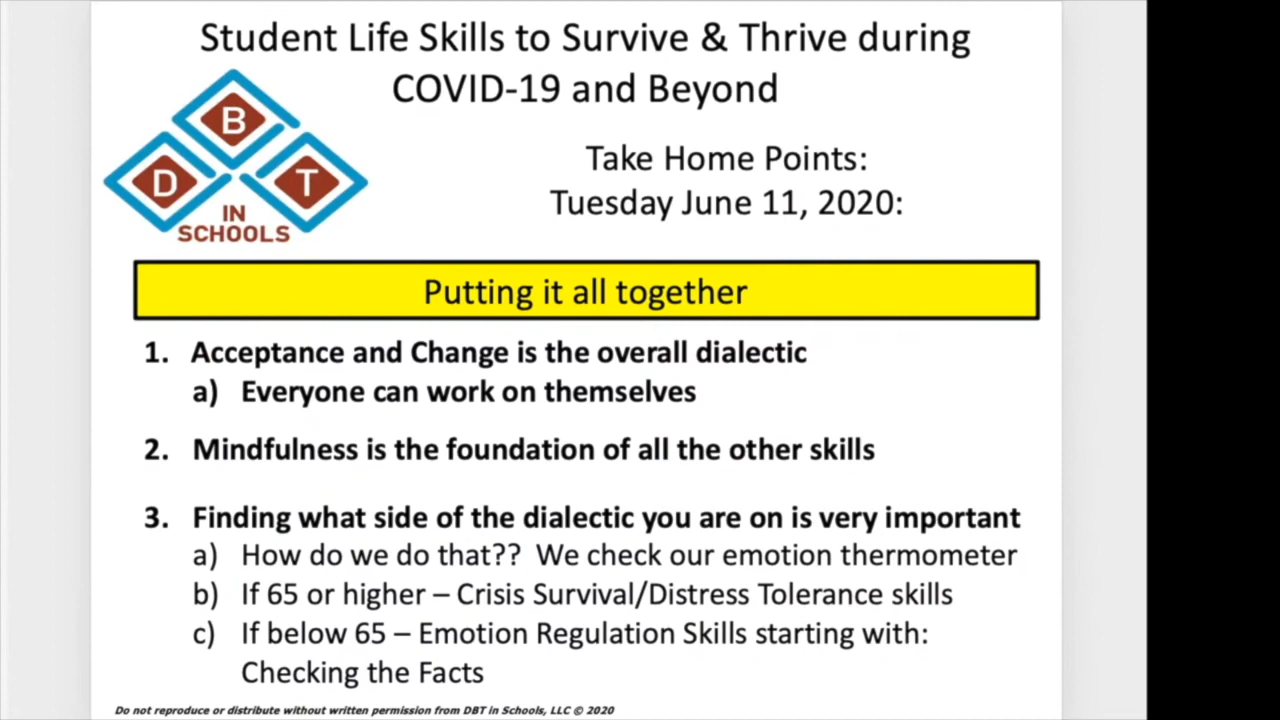 Student Life Skills to Survive & Thrive during
COVID-19 and Beyond
B
D T
IN
SCHOOLS
Take Home Points:
Tuesday June 11, 2020:
Putting it all together
1. Acceptance and Change is the overall dialectic
a) Everyone can work on themselves
2. Mindfulness is the foundation of all the other skills
3. Finding what side of the dialectic you are on is very important
a) How do we do that?? We check our emotion thermometer
b) If 65 or higher – Crisis Survival/Distress Tolerance skills
c) If below 65 – Emotion Regulation Skills starting with:
Checking the Facts
Do not reproduce or distribute without written permission from DBT in Schools, LLC © 2020